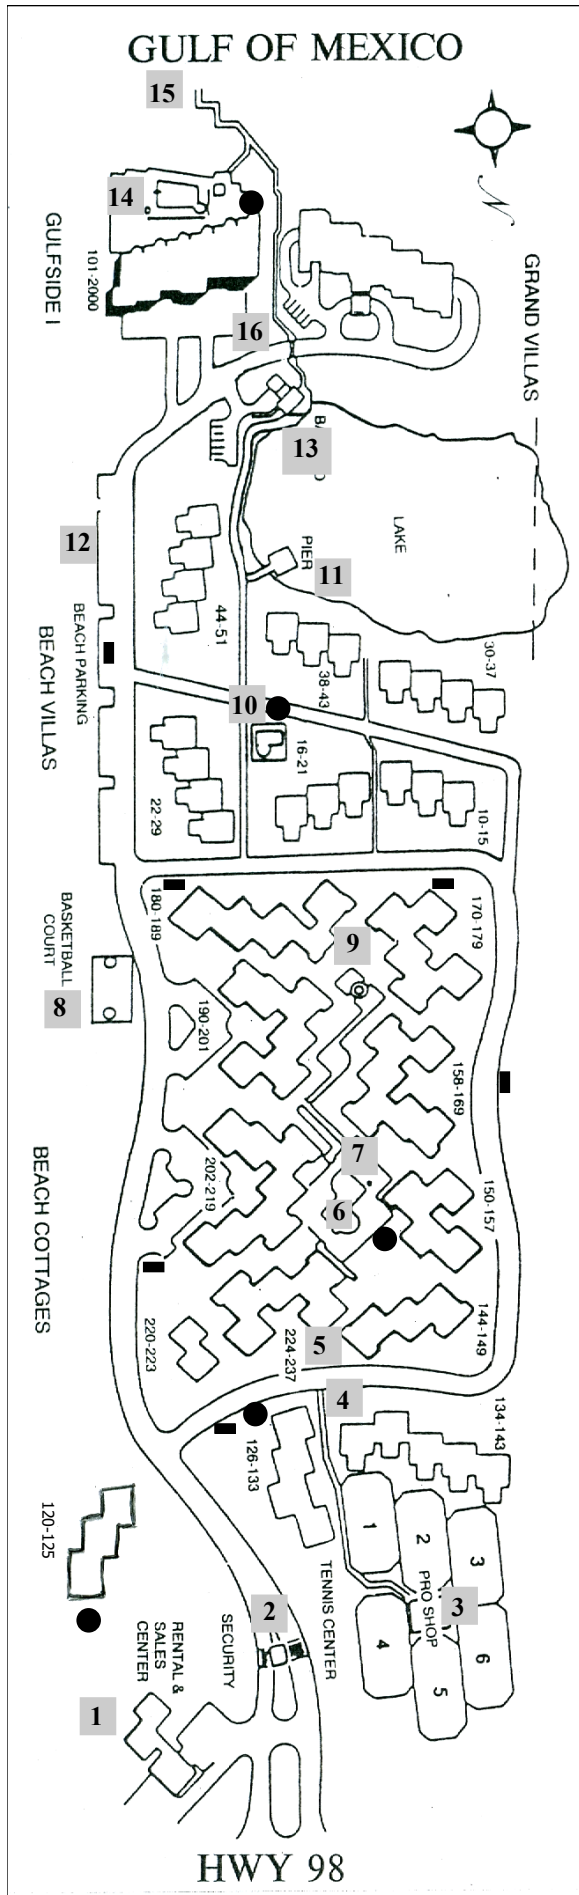 GULF OF MEXICO
15
N
14
GULFSIDE I
101-2000
GRAND VILLAS
16
13
LAKE
12
PIER
11
BEACH PARKING
44-51
30-37
38-43
BEACH VILLAS
10
16-21
22-29
10-15
BASKETBALL
COURT
8
180-189
170-179
9
190-201
158-169
7
6
202-219
150-157
BEACH COTTAGES
220-223
224-237
5
144-149
4
126-133
134-143
1
2
3
PRO SHOP
3
4
5
6
120-125
TENNIS CENTER
2
SECURITY
RENTAL &
SALES
CENTER
1
HWY 98